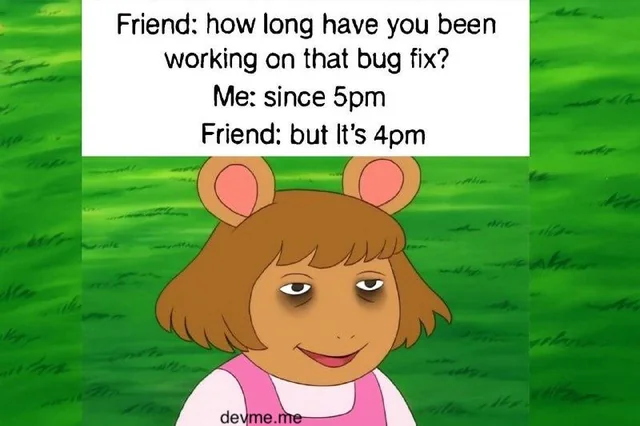 Friend: how long have you been
working on that bug fix?
Me: since 5pm
Friend: but It's 4pm
devme.me